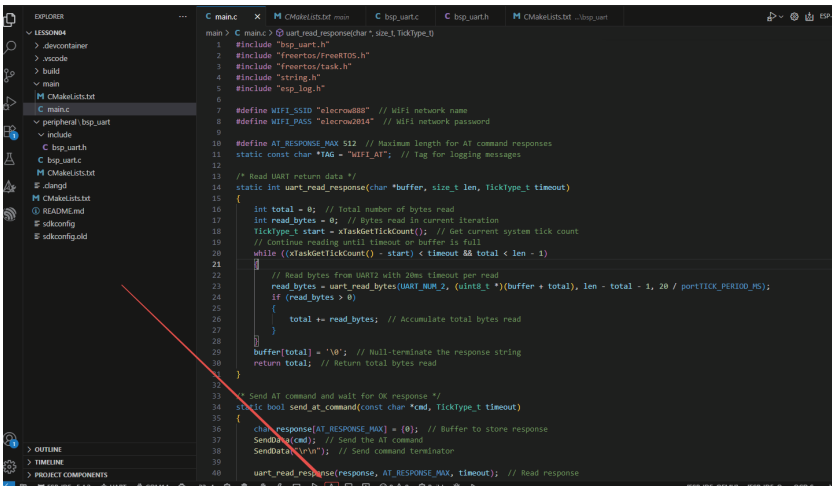 EXPLORER
LESSON04
.devcontainer
.vscode
build
main
CMakeLists.txt
main.c
peripheral \ bsp_uart
include
bsp_uart.h
bsp_uart.c
CMakeLists.txt
.clangd
CMakeLists.txt
README.md
sdkconfig
sdkconfig.old
OUTLINE
TIMELINE
PROJECT COMPONENTS
main.c CMakeLists.txt main bsp_uart.c bsp_uart.h CMakeLists.txt ...\bsp_uart
main > C main.c > uart_read_response(char *, size_t, TickType_t)
1 #include "bsp_uart.h"
2 #include "freertos/FreeRTOS.h"
3 #include "freertos/task.h"
4 #include "string.h"
5 #include "esp_log.h"
6
7 #define WIFI_SSID "elecrow888" // WiFi network name
8 #define WIFI_PASS "elecrow2014" // WiFi network password
9
10 #define AT_RESPONSE_MAX 512 // Maximum length for AT command responses
11 static const char *TAG = "WIFI_AT"; // Tag for logging messages
12
13 /* Read UART return data */
14 static int uart_read_response(char *buffer, size_t len, TickType_t timeout)
15 {
16 int total = 0; // Total number of bytes read
17 int read_bytes = 0; // Bytes read in current iteration
18 TickType_t start = xTaskGetTickCount(); // Get current system tick count
19 // Continue reading until timeout or buffer is full
20 while ((xTaskGetTickCount() - start) < timeout && total < len - 1)
21 {
22 // Read bytes from UART2 with 20ms timeout per read
23 read_bytes = uart_read_bytes(UART_NUM_2, (uint8_t *)(buffer + total), len - total - 1, 20 / portTICK_PERIOD_MS);
24 if (read_bytes > 0)
25 {
26 total += read_bytes; // Accumulate total bytes read
27 }
28 }
29 buffer[total] = '\0'; // Null-terminate the response string
30 return total; // Return total bytes read
31 }
32
33 /* Send AT command and wait for OK response */
34 static bool send_at_command(const char *cmd, TickType_t timeout)
35 {
36 char response[AT_RESPONSE_MAX] = {0}; // Buffer to store response
37 SendData(cmd); // Send the AT command
38 SendData("\r\n"); // Send command terminator
39
40 uart_read_response(response, AT_RESPONSE_MAX, timeout); // Read response